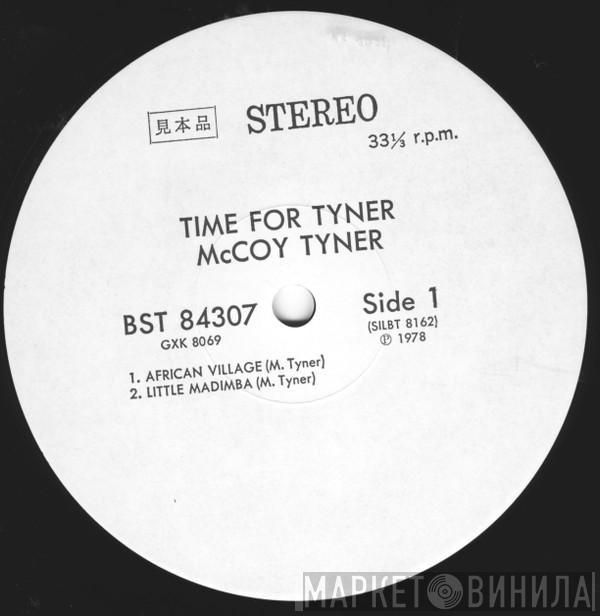 見本品 STEREO
33⅓ r.p.m.
TIME FOR TYNER
McCOY TYNER
BST 84307 Side 1
GXK 8069 (SILBT 8162)
℗ 1978
1. AFRICAN VILLAGE (M. Tyner)
2. LITTLE MADIMBA (M. Tyner)
МАРКЕТ ВИНИЛА